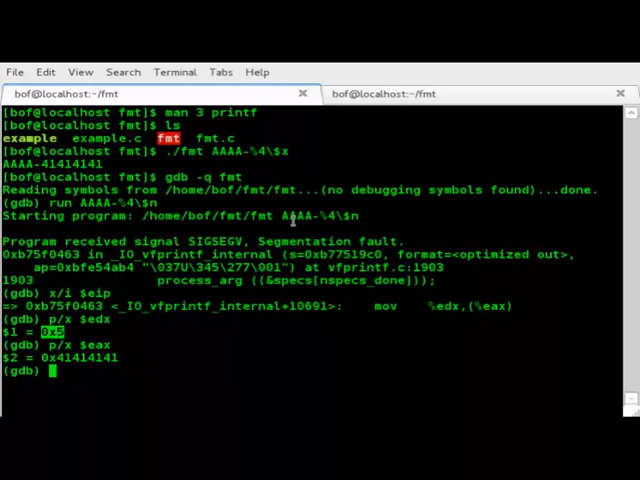 File Edit View Search Terminal Tabs Help
bof@localhost:~/fmt × bof@localhost:~/fmt ×
[bof@localhost fmt]$ man 3 printf
[bof@localhost fmt]$ ls
example example.c fmt fmt.c
[bof@localhost fmt]$ ./fmt AAAA-%4\$x
AAAA-41414141
[bof@localhost fmt]$ gdb -q fmt
Reading symbols from /home/bof/fmt/fmt...(no debugging symbols found)...done.
(gdb) run AAAA-%4\$n
Starting program: /home/bof/fmt/fmt AAAA-%4\$n
Program received signal SIGSEGV, Segmentation fault.
0xb75f0463 in _IO_vfprintf_internal (s=0xb77519c0, format=<optimized out>,
ap=0xbfe54ab4 "\037U\345\277\001") at vfprintf.c:1903
1903 process_arg ((&specs[nspecs_done]));
(gdb) x/i $eip
=> 0xb75f0463 <_IO_vfprintf_internal+10691>: mov %edx,(%eax)
(gdb) p/x $edx
$1 = 0x5
(gdb) p/x $eax
$2 = 0x41414141
(gdb)